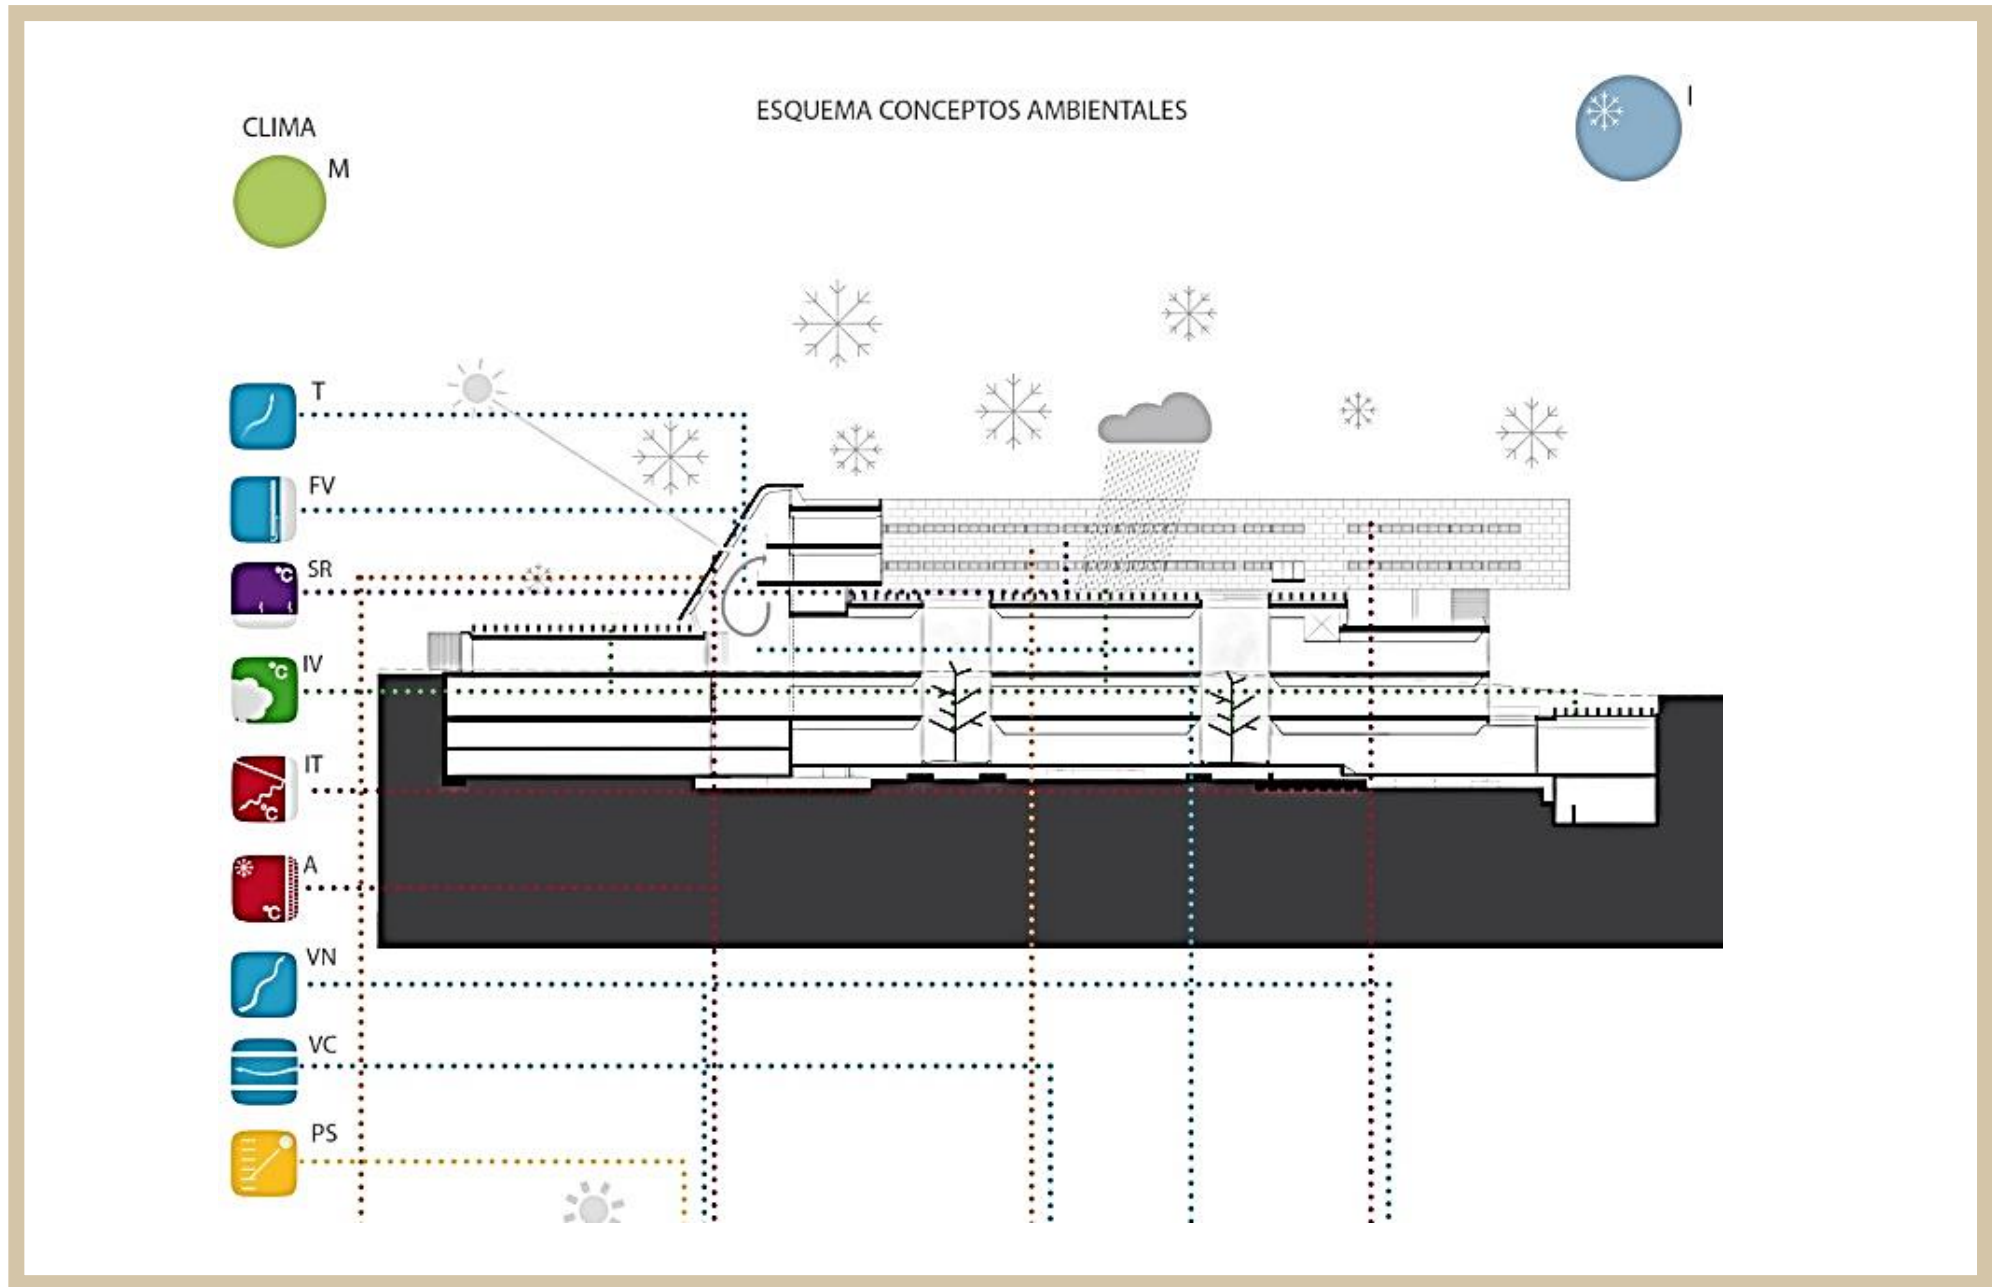 ESQUEMA CONCEPTOS AMBIENTALES
CLIMA
M
I
T
FV
SR
°C
IV
°C
IT
°C
A
°C
VN
VC
PS